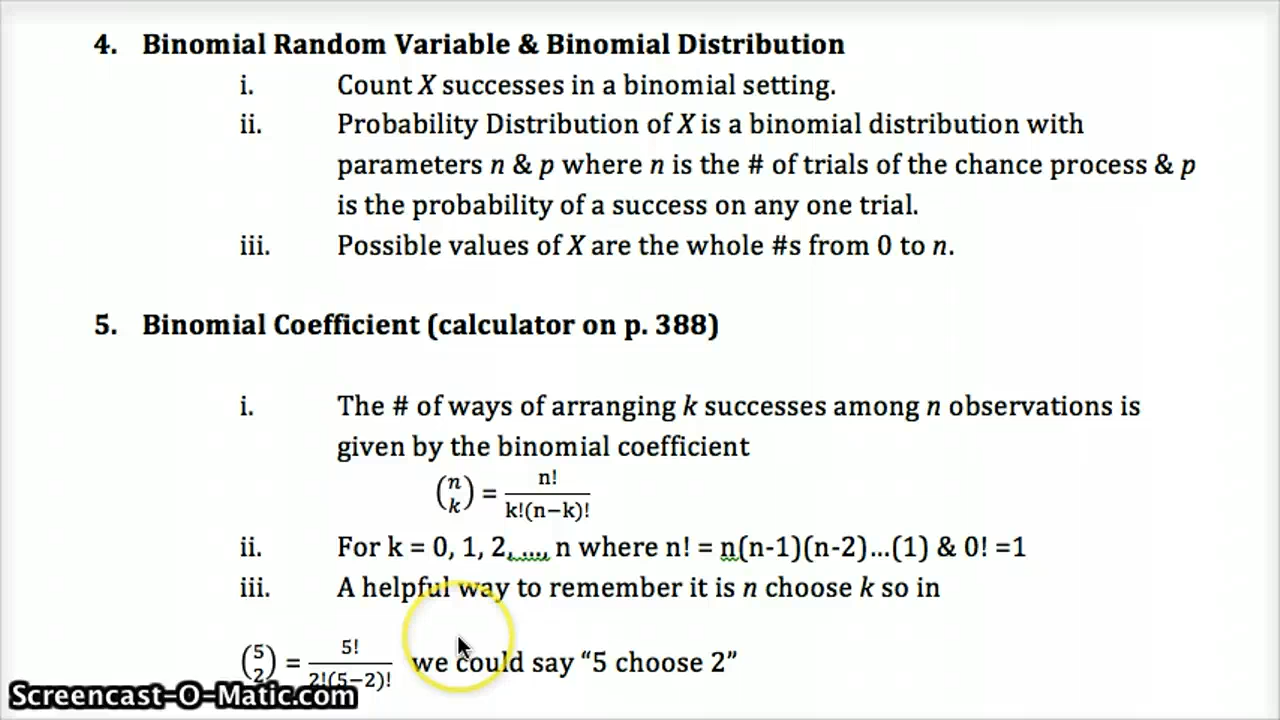 4. Binomial Random Variable & Binomial Distribution
i. Count X successes in a binomial setting.
ii. Probability Distribution of X is a binomial distribution with
parameters n & p where n is the # of trials of the chance process & p
is the probability of a success on any one trial.
iii. Possible values of X are the whole #s from 0 to n.
5. Binomial Coefficient (calculator on p. 388)
i. The # of ways of arranging k successes among n observations is
given by the binomial coefficient
(n k) = n! / k!(n−k)!
ii. For k = 0, 1, 2, ..., n where n! = n(n-1)(n-2)...(1) & 0! =1
iii. A helpful way to remember it is n choose k so in
(5 2) = 5! / 2!(5−2)! we could say “5 choose 2”
Screencast-O-Matic.com